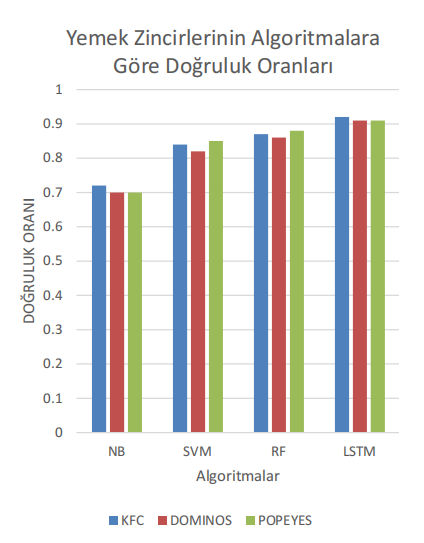 Yemek Zincirlerinin Algoritmalara
Göre Doğruluk Oranları
1
0.9
0.8
0.7
0.6
0.5
0.4
0.3
0.2
0.1
0
DOĞRULUK ORANI
NB SVM RF LSTM
Algoritmalar
KFC DOMINOS POPEYES